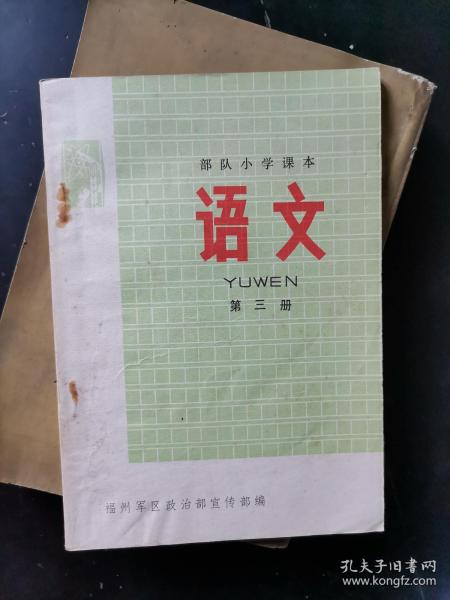 部队小学课本
语文
YUWEN
第三册
福州军区政治部宣传部编
孔夫子旧书网
www.kongfz.com